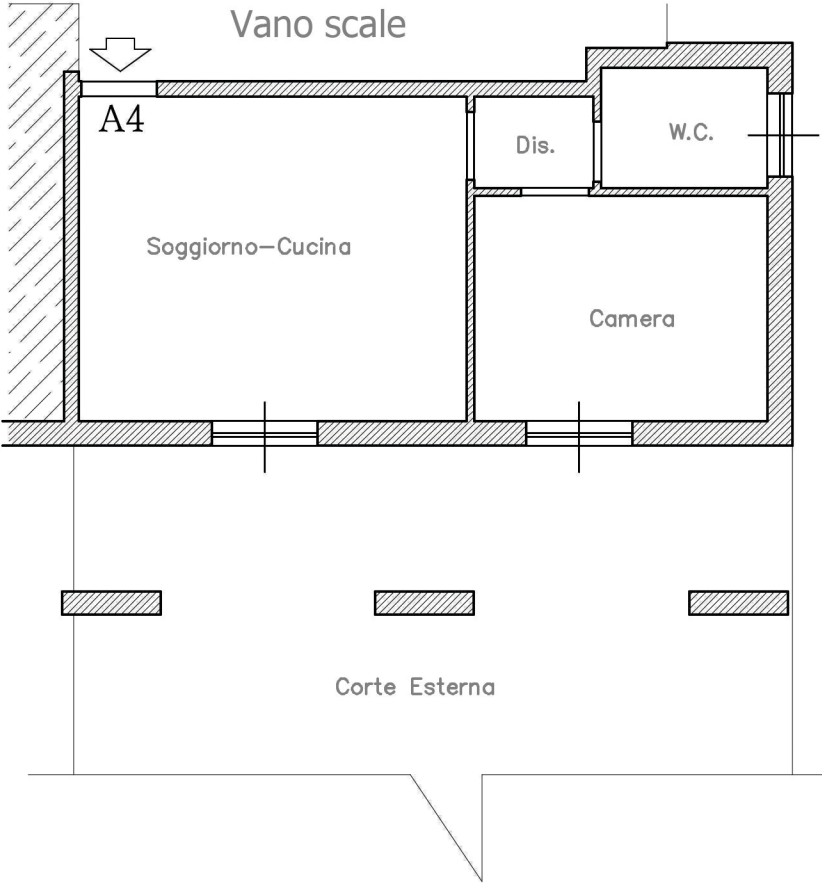 Vano scale
A4
Dis.
W.C.
Soggiorno-Cucina
Camera
Corte Esterna